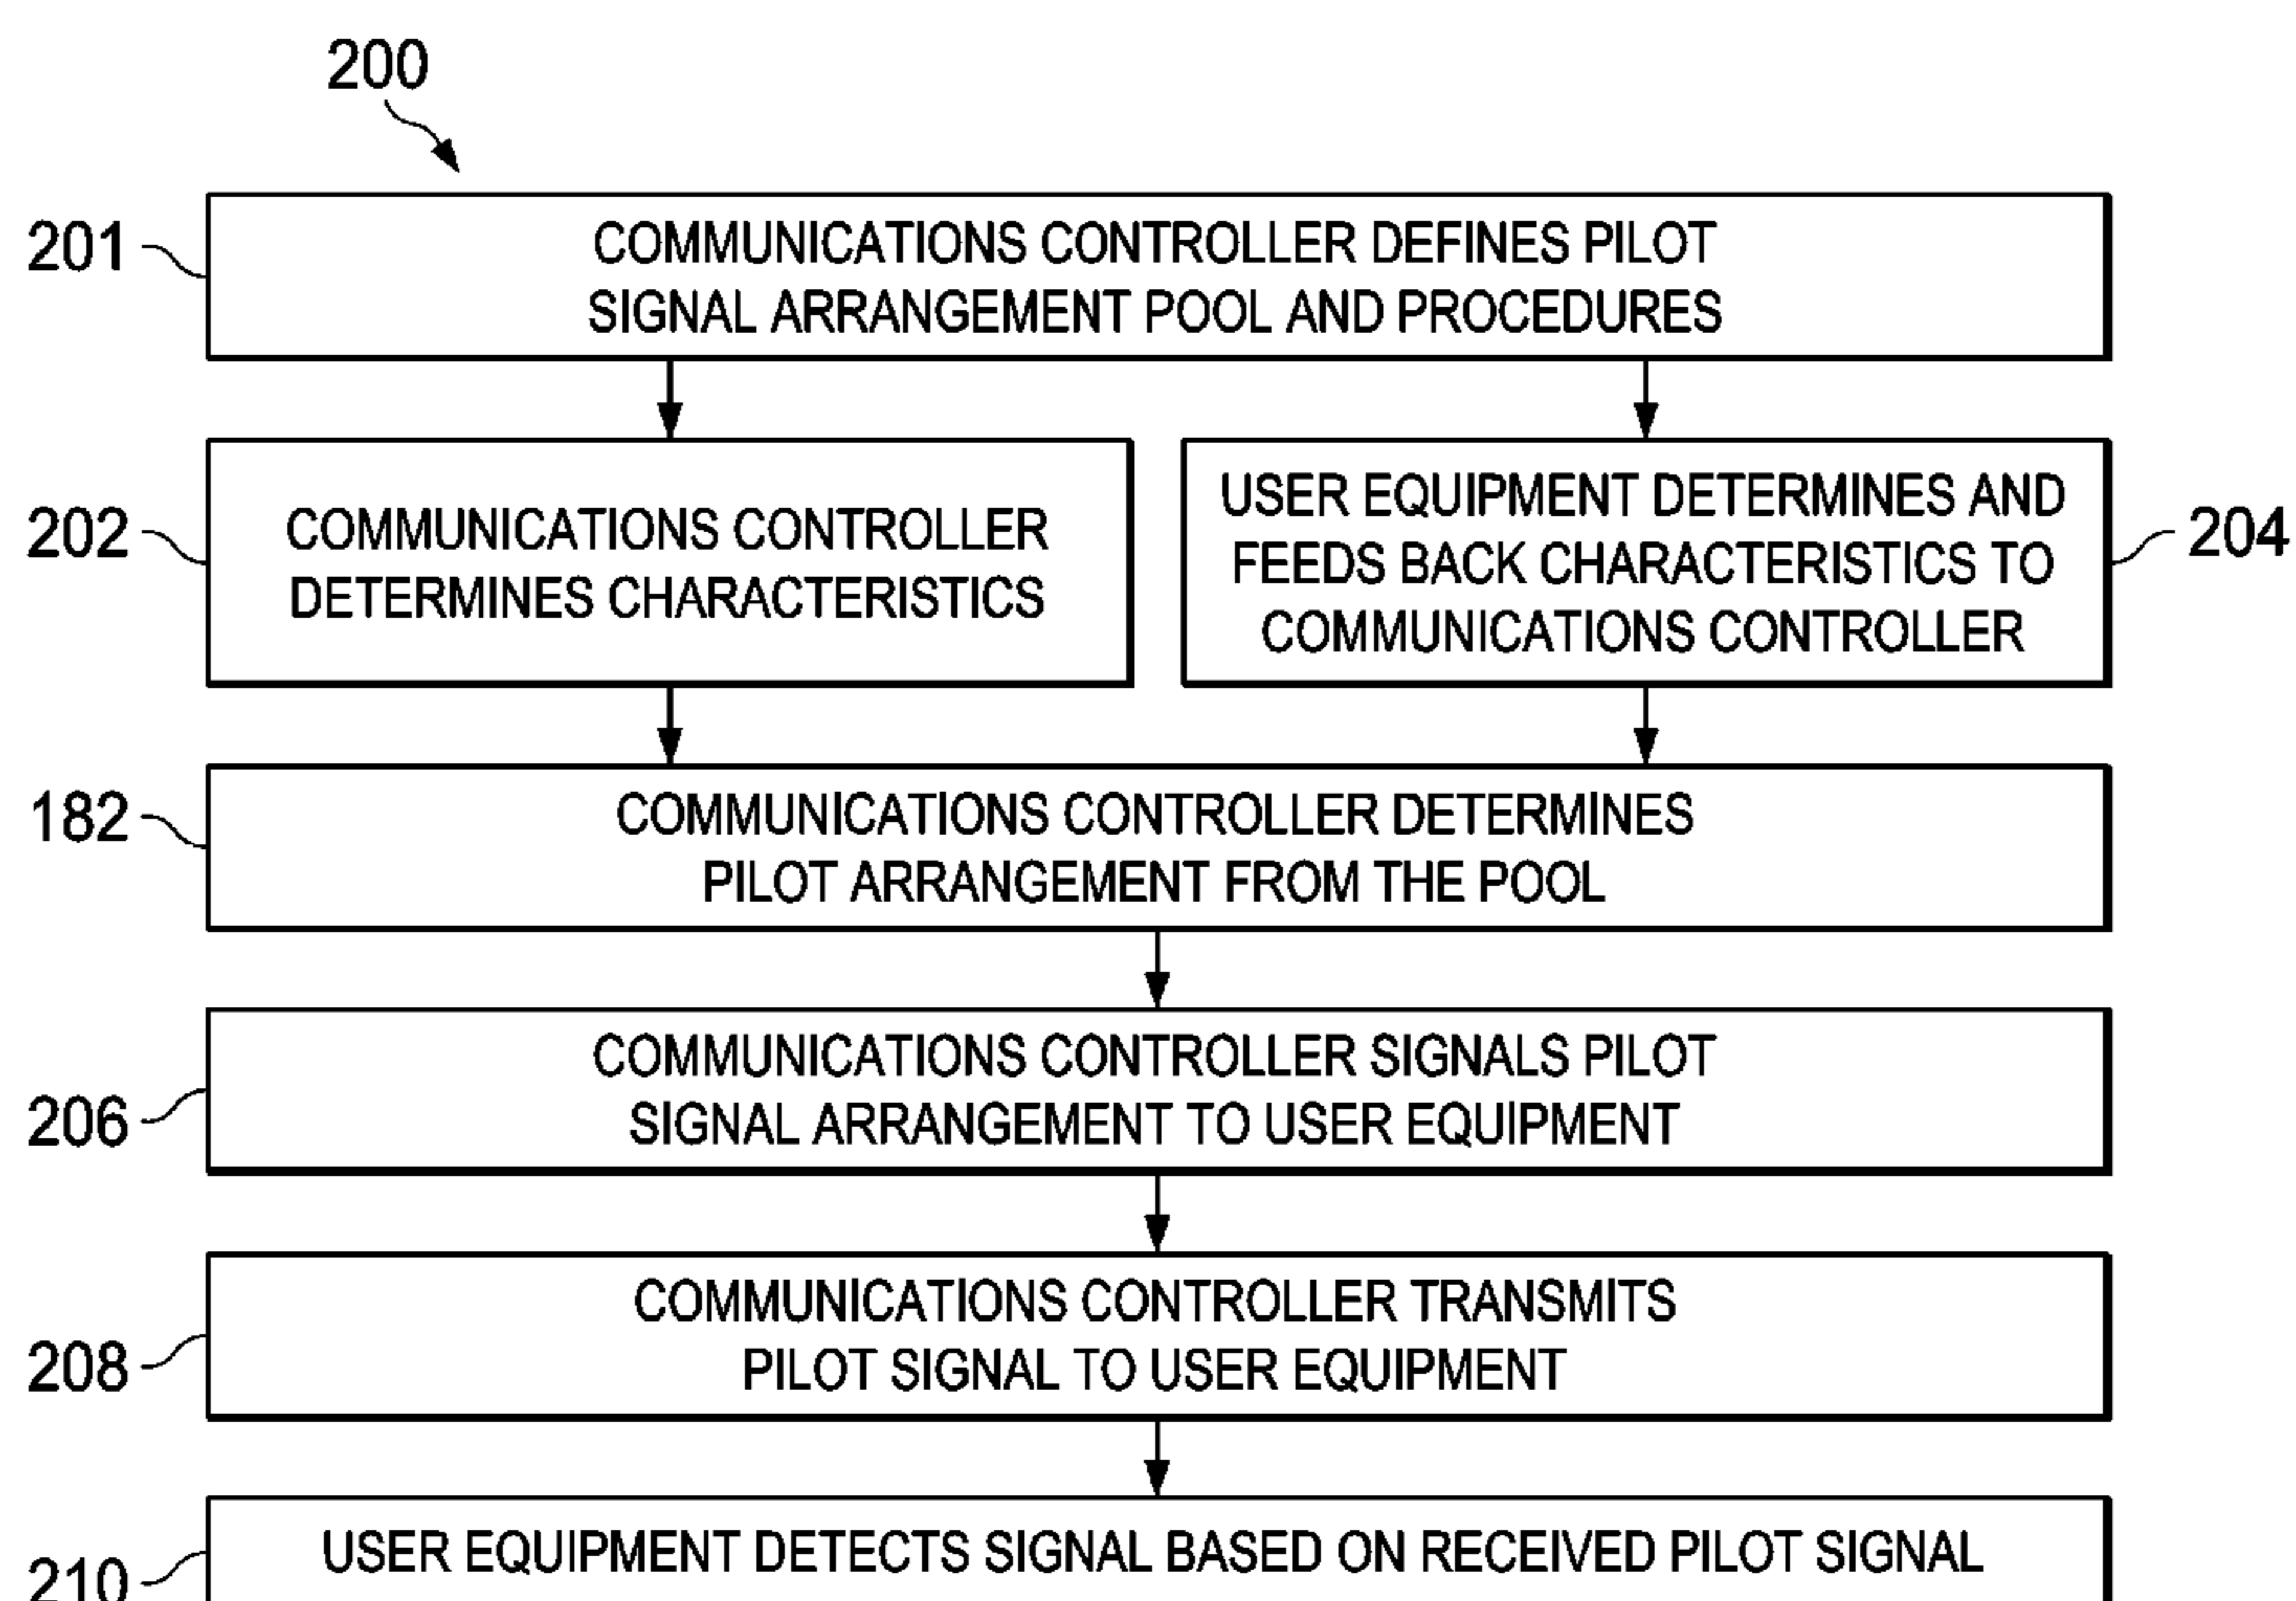 200
201
COMMUNICATIONS CONTROLLER DEFINES PILOT
SIGNAL ARRANGEMENT POOL AND PROCEDURES
202
COMMUNICATIONS CONTROLLER
DETERMINES CHARACTERISTICS
USER EQUIPMENT DETERMINES AND
FEEDS BACK CHARACTERISTICS TO
COMMUNICATIONS CONTROLLER
204
182
COMMUNICATIONS CONTROLLER DETERMINES
PILOT ARRANGEMENT FROM THE POOL
206
COMMUNICATIONS CONTROLLER SIGNALS PILOT
SIGNAL ARRANGEMENT TO USER EQUIPMENT
208
COMMUNICATIONS CONTROLLER TRANSMITS
PILOT SIGNAL TO USER EQUIPMENT
210
USER EQUIPMENT DETECTS SIGNAL BASED ON RECEIVED PILOT SIGNAL